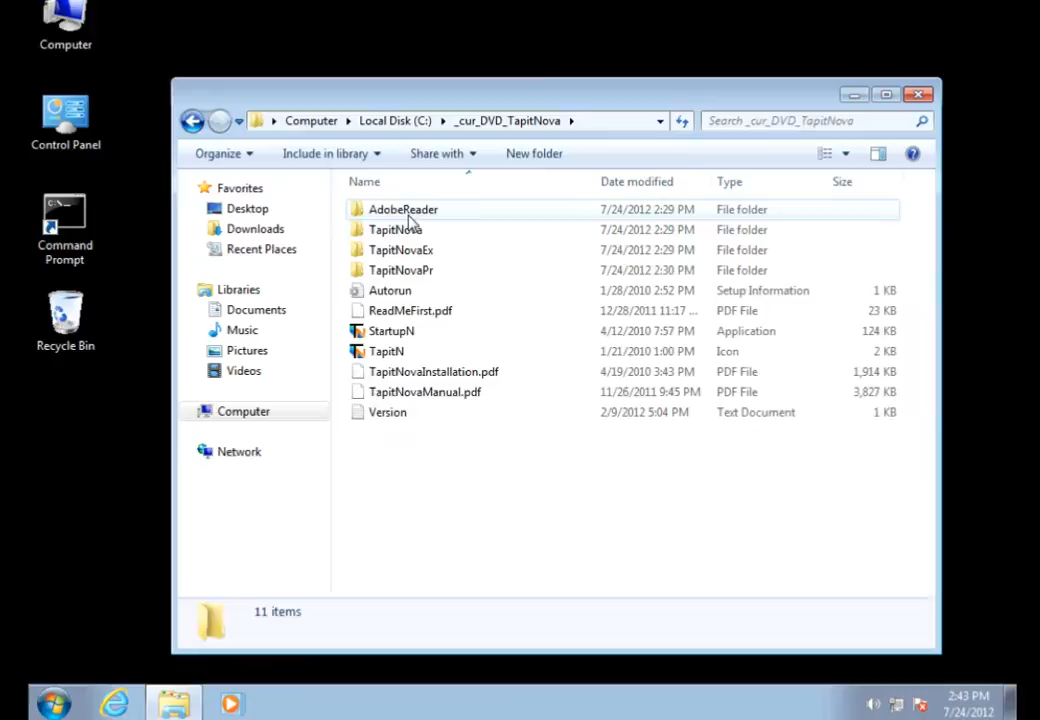 Computer
Control Panel
Command
Prompt
Recycle Bin
Computer
Local Disk (C:)
_cur_DVD_TapitNova
Search _cur_DVD_TapitNova
Organize
Include in library
Share with
New folder
Name
Date modified
Type
Size
Favorites
Desktop
Downloads
Recent Places
Libraries
Documents
Music
Pictures
Videos
Computer
Network
AdobeReader 7/24/2012 2:29 PM File folder
TapitNova 7/24/2012 2:29 PM File folder
TapitNovaEx 7/24/2012 2:29 PM File folder
TapitNovaPr 7/24/2012 2:30 PM File folder
Autorun 1/28/2010 2:52 PM Setup Information 1 KB
ReadMeFirst.pdf 12/28/2011 11:17 ... PDF File 23 KB
StartupN 4/12/2010 7:57 PM Application 124 KB
TapitN 1/21/2010 1:00 PM Icon 2 KB
TapitNovaInstallation.pdf 4/19/2010 3:43 PM PDF File 1,914 KB
TapitNovaManual.pdf 11/26/2011 9:45 PM PDF File 3,827 KB
Version 2/9/2012 5:04 PM Text Document 1 KB
11 items
2:43 PM
7/24/2012